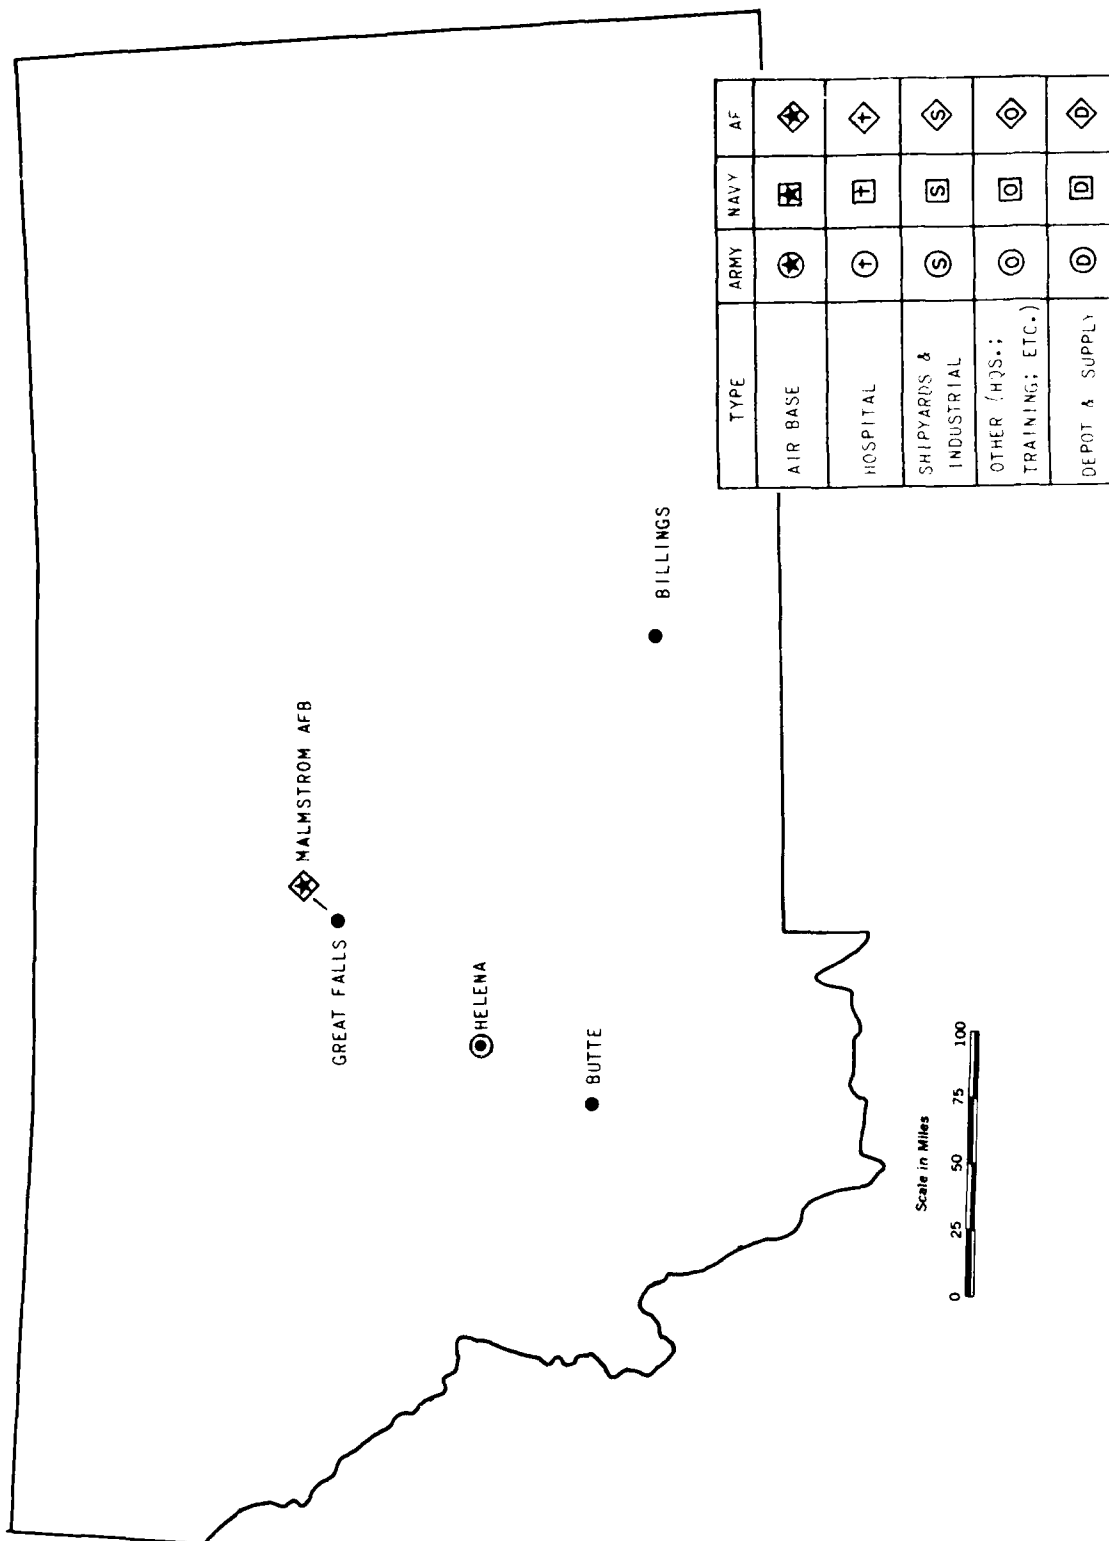 MALMSTROM AFB
GREAT FALLS
HELENA
BUTTE
BILLINGS
TYPE ARMY NAVY AF
AIR BASE
HOSPITAL † † †
SHIPYARDS &
INDUSTRIAL S S S
OTHER (HQS.;
TRAINING; ETC.) O O O
DEPOT & SUPPLY D D D
Scale in Miles
0 25 50 75 100